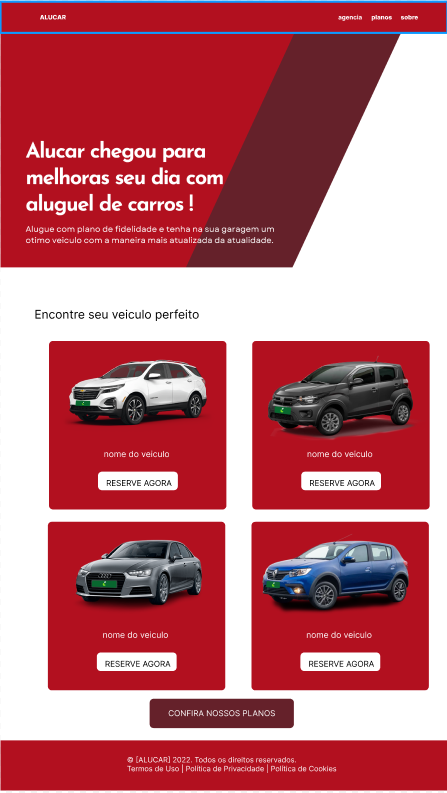 ALUCAR
agencia planos sobre
Alucar chegou para
melhoras seu dia com
aluguel de carros !
Alugue com plano de fidelidade e tenha na sua garagem um
otimo veiculo com a maneira mais atualizada da atualidade.
Encontre seu veiculo perfeito
nome do veiculo
RESERVE AGORA
nome do veiculo
RESERVE AGORA
nome do veiculo
RESERVE AGORA
nome do veiculo
RESERVE AGORA
CONFIRA NOSSOS PLANOS
© [ALUCAR] 2022. Todos os direitos reservados.
Termos de Uso | Política de Privacidade | Política de Cookies